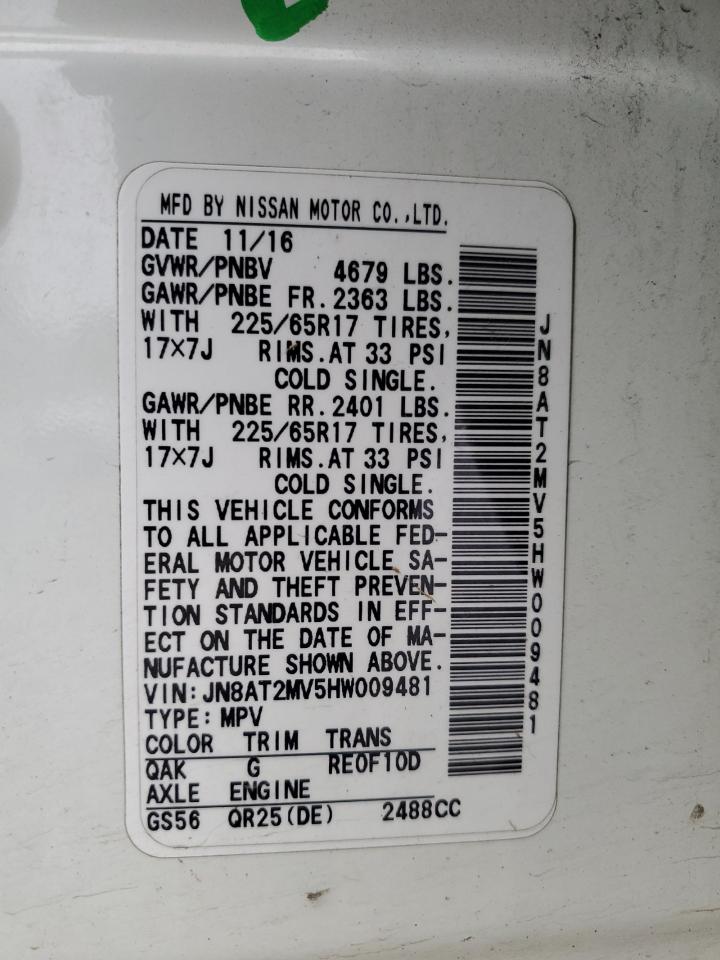 MFD BY NISSAN MOTOR CO.,LTD.
DATE 11/16
GVWR/PNBV 4679 LBS.
GAWR/PNBE FR. 2363 LBS.
WITH 225/65R17 TIRES,
17X7J RIMS. AT 33 PSI
COLD SINGLE.
GAWR/PNBE RR. 2401 LBS.
WITH 225/65R17 TIRES,
17X7J RIMS. AT 33 PSI
COLD SINGLE.
THIS VEHICLE CONFORMS
TO ALL APPLICABLE FED-
ERAL MOTOR VEHICLE SA-
FETY AND THEFT PREVEN-
TION STANDARDS IN EFF-
ECT ON THE DATE OF MA-
NUFACTURE SHOWN ABOVE.
VIN: JN8AT2MV5HW009481
TYPE: MPV
COLOR TRIM TRANS
QAK G RE0F10D
AXLE ENGINE
GS56 QR25(DE) 2488CC
JN8AT2MV5HW009481